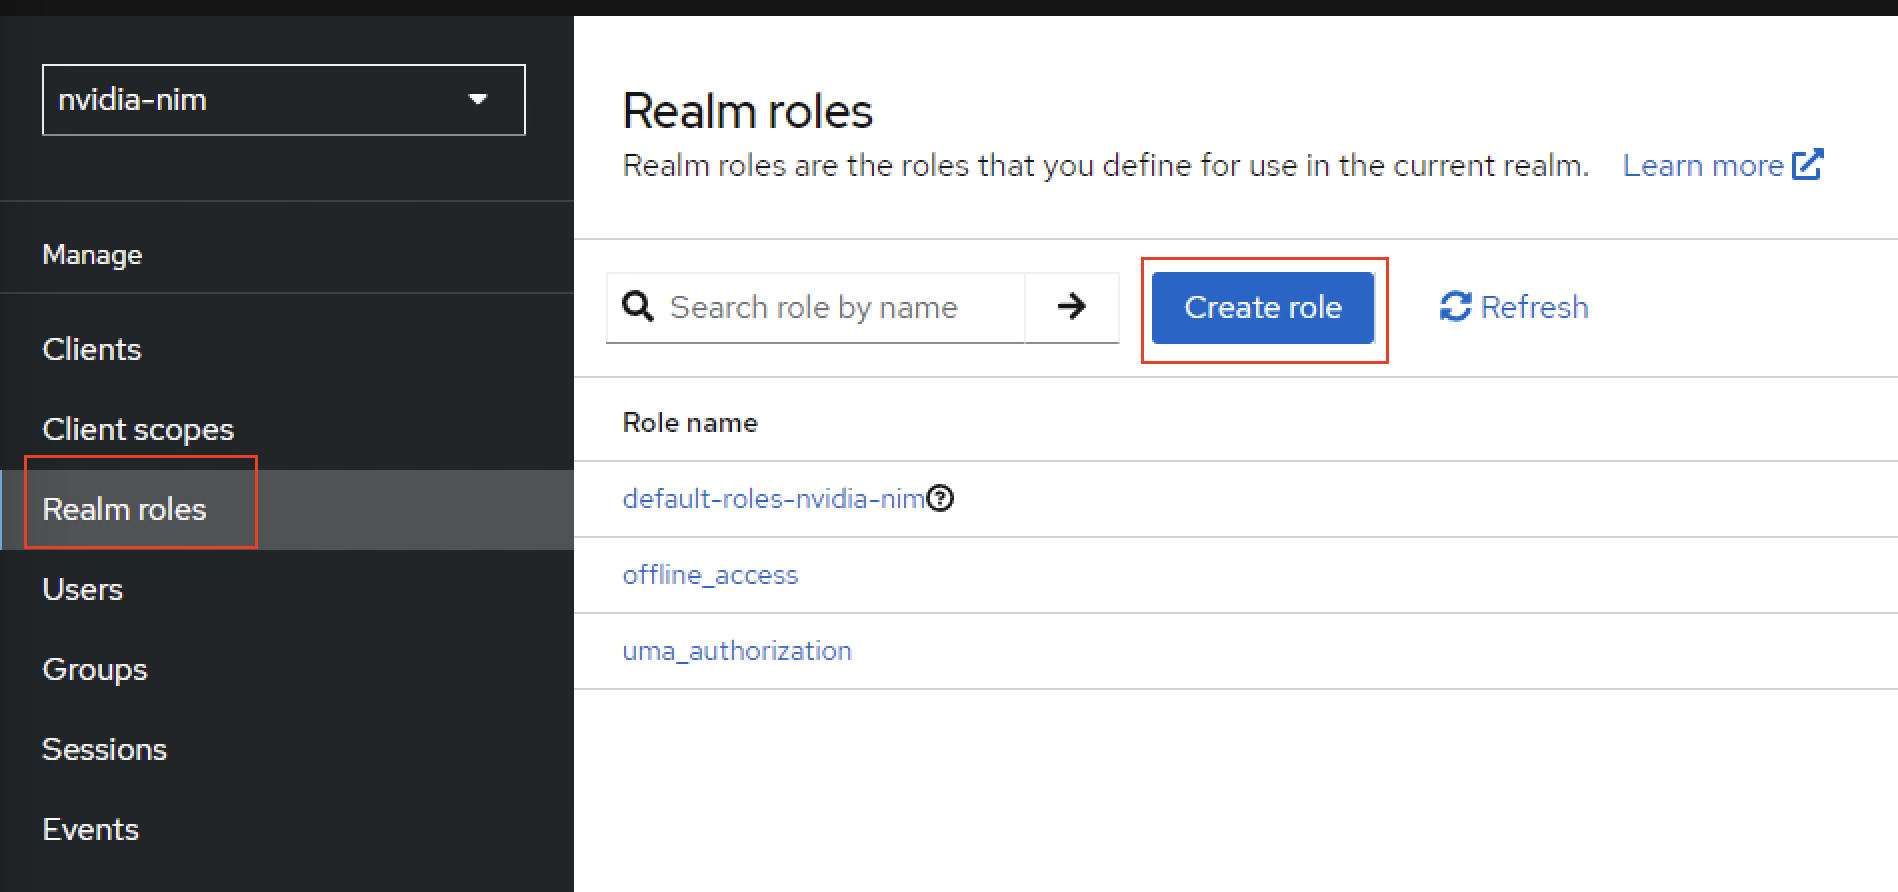 nvidia-nim
Manage
Clients
Client scopes
Realm roles
Users
Groups
Sessions
Events
Realm roles
Realm roles are the roles that you define for use in the current realm. Learn more
Search role by name
Create role
Refresh
Role name
default-roles-nvidia-nim
offline_access
uma_authorization